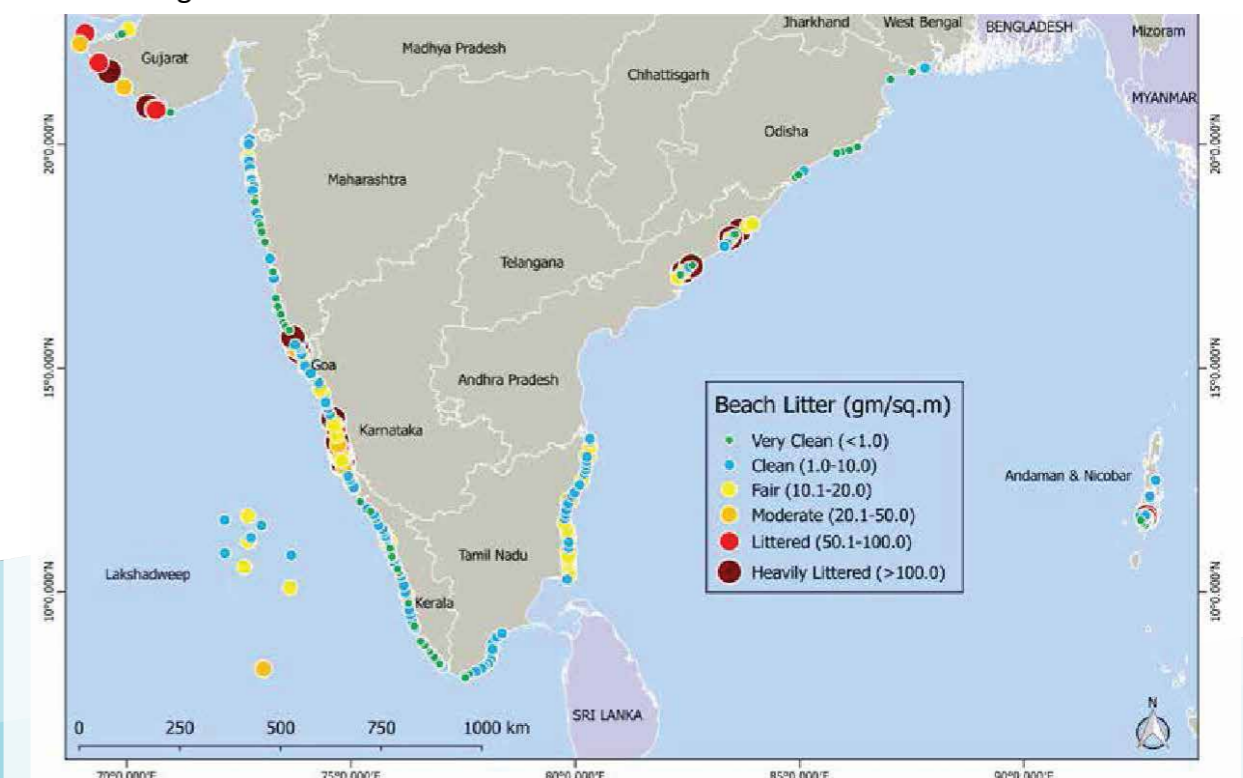 Jharkhand
West Bengal
BENGLADESH
Mizoram
Madhya Pradesh
Gujarat
Chhattisgarh
MYANMAR
Odisha
20°0.000'N
20°0.000'N
Maharashtra
Telangana
15°0.000'N
Goa
15°0.000'N
Andhra Pradesh
Beach Litter (gm/sq.m)
Very Clean (<1.0)
Clean (1.0-10.0)
Fair (10.1-20.0)
Moderate (20.1-50.0)
Littered (50.1-100.0)
Heavily Littered (>100.0)
Karnataka
Andaman & Nicobar
Tamil Nadu
Lakshadweep
10°0.000'N
Kerala
10°0.000'N
SRI LANKA
N
0 250 500 750 1000 km
70°0.000'E 75°0.000'E 80°0.000'E 85°0.000'E 90°0.000'E